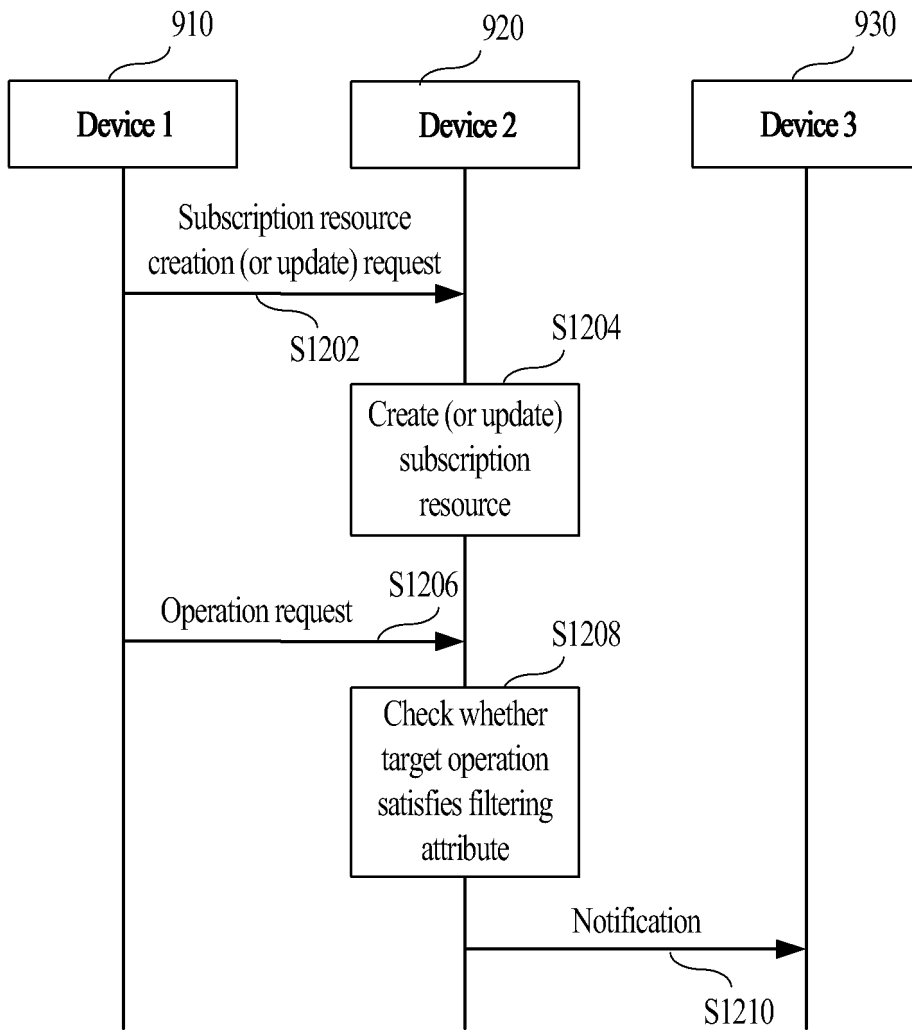 910
920
930
Device 1
Device 2
Device 3
Subscription resource
creation (or update) request
S1202
S1204
Create (or update)
subscription
resource
S1206
Operation request
S1208
Check whether
target operation
satisfies filtering
attribute
Notification
S1210